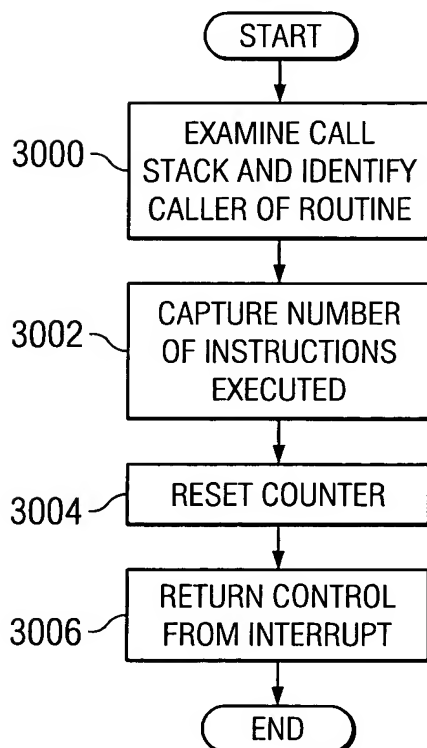 START
3000
EXAMINE CALL
STACK AND IDENTIFY
CALLER OF ROUTINE
3002
CAPTURE NUMBER
OF INSTRUCTIONS
EXECUTED
3004
RESET COUNTER
3006
RETURN CONTROL
FROM INTERRUPT
END